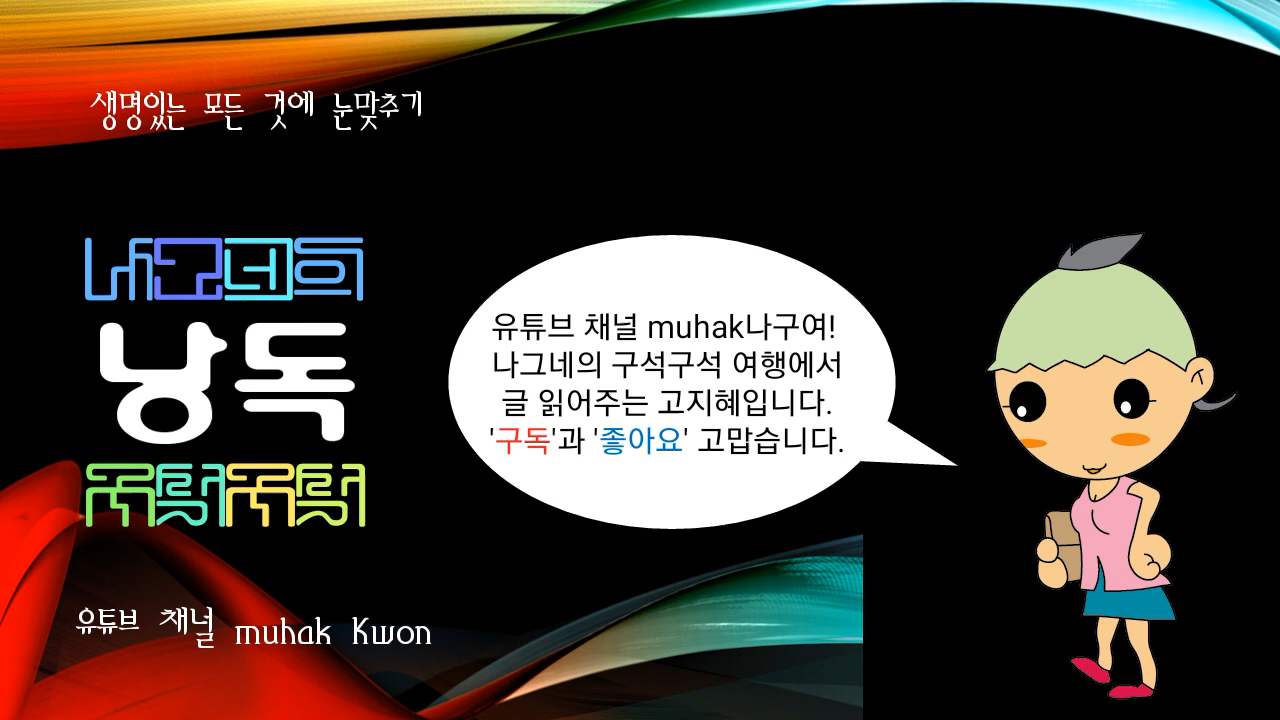 생명있는 모든 것에 눈맞추기
나그네의
낭독
구석구석
유튜브 채널 muhak나구여!
나그네의 구석구석 여행에서
글 읽어주는 고지혜입니다.
'구독'과 '좋아요' 고맙습니다.
유튜브 채널 muhak Kwon